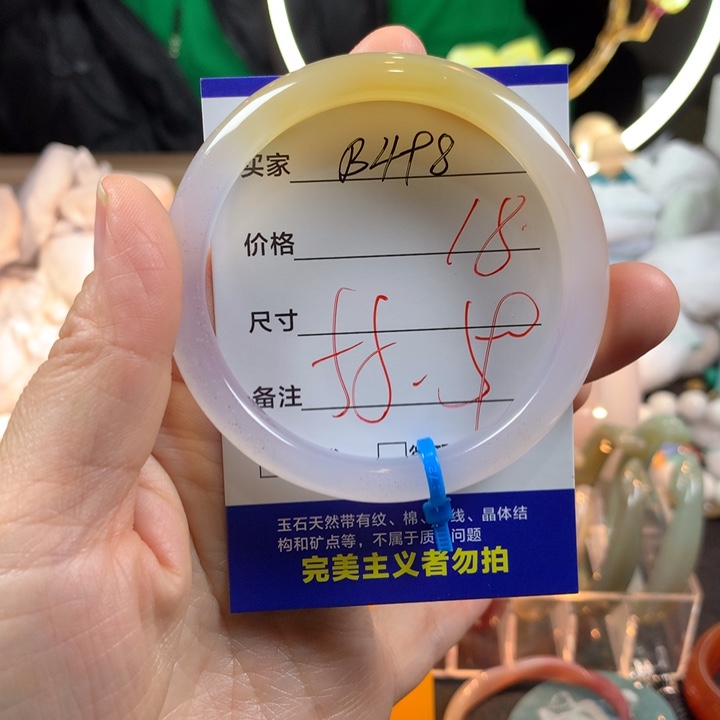 买家 B498
价格 18.
尺寸
备注
玉石天然带有纹、棉、线、晶体结
构和矿点等，不属于质问题
完美主义者勿拍